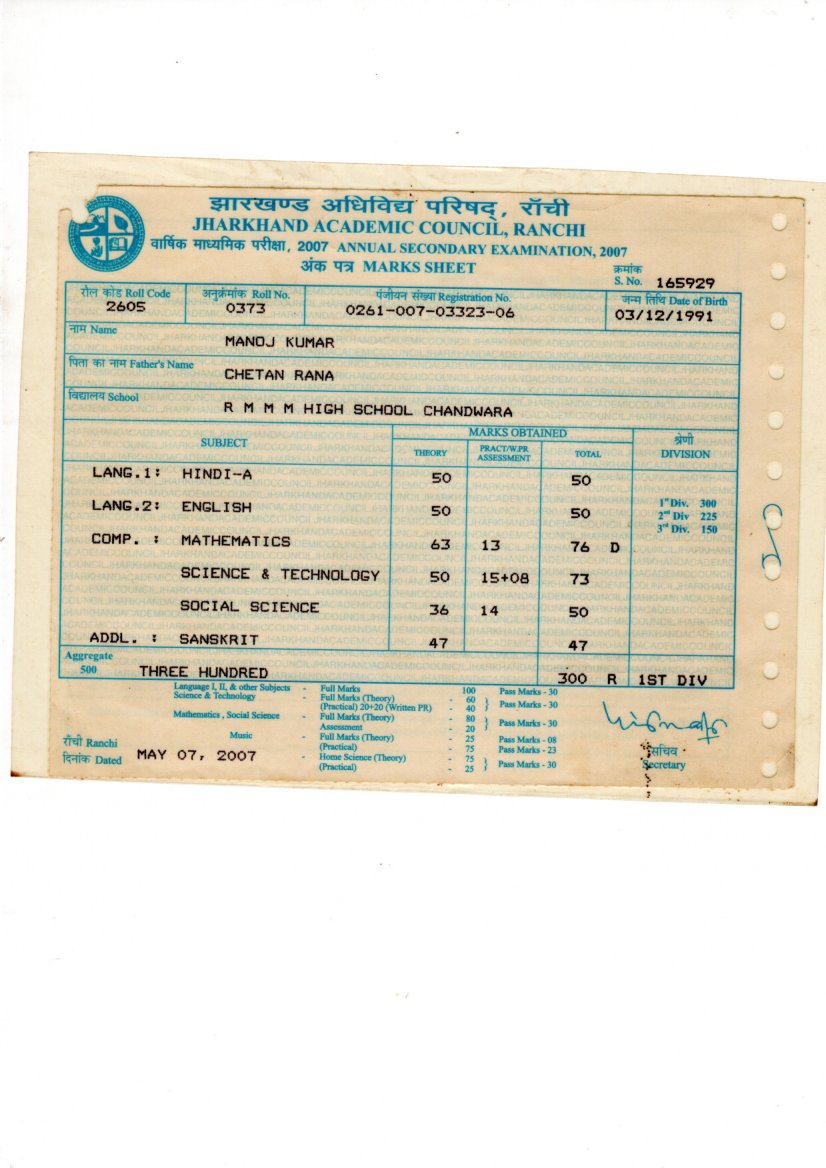 झारखण्ड अधिविद्य परिषद्, राँची
JHARKHAND ACADEMIC COUNCIL, RANCHI
वार्षिक माध्यमिक परीक्षा, 2007 ANNUAL SECONDARY EXAMINATION, 2007
अंक पत्र MARKS SHEET
क्रमांक
S. No. 165929
रौल कोड Roll Code अनुक्रमांक Roll No. पंजीयन संख्या Registration No. जन्म तिथि Date of Birth
2605 0373 0261-007-03323-06 03/12/1991
नाम Name
MANOJ KUMAR
पिता का नाम Father's Name
CHETAN RANA
विद्यालय School
R M M M HIGH SCHOOL CHANDWARA
SUBJECT MARKS OBTAINED श्रेणी
THEORY PRACT/W.PR ASSESSMENT TOTAL DIVISION
LANG.1: HINDI-A 50 50
LANG.2: ENGLISH 50 50
1st Div. 300
2nd Div 225
3rd Div. 150
COMP. : MATHEMATICS 63 13 76 D
SCIENCE & TECHNOLOGY 50 15+08 73
SOCIAL SCIENCE 36 14 50
ADDL. : SANSKRIT 47 47
Aggregate
500 THREE HUNDRED 300 R 1ST DIV
Language I, II, & other Subjects - Full Marks 100 Pass Marks - 30
Science & Technology - Full Marks (Theory) - 60 } Pass Marks - 30
(Practical) 20+20 (Written PR) - 40
Mathematics , Social Science - Full Marks (Theory) - 80 } Pass Marks - 30
Assessment - 20
Music - Full Marks (Theory) - 25 Pass Marks - 08
(Practical) - 75 Pass Marks - 23
- Home Science (Theory) - 75 } Pass Marks - 30
(Practical) - 25
राँची Ranchi
दिनांक Dated MAY 07, 2007
सचिव
Secretary